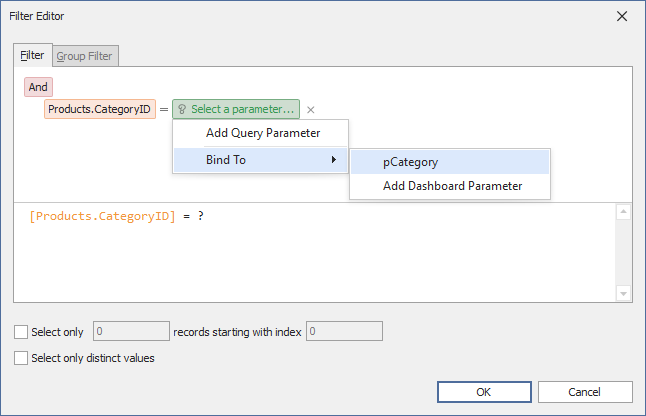 Filter Editor
Filter Group Filter
And
Products.CategoryID = Select a parameter...
Add Query Parameter
Bind To
pCategory
Add Dashboard Parameter
[Products.CategoryID] = ?
Select only 0 records starting with index 0
Select only distinct values
OK Cancel